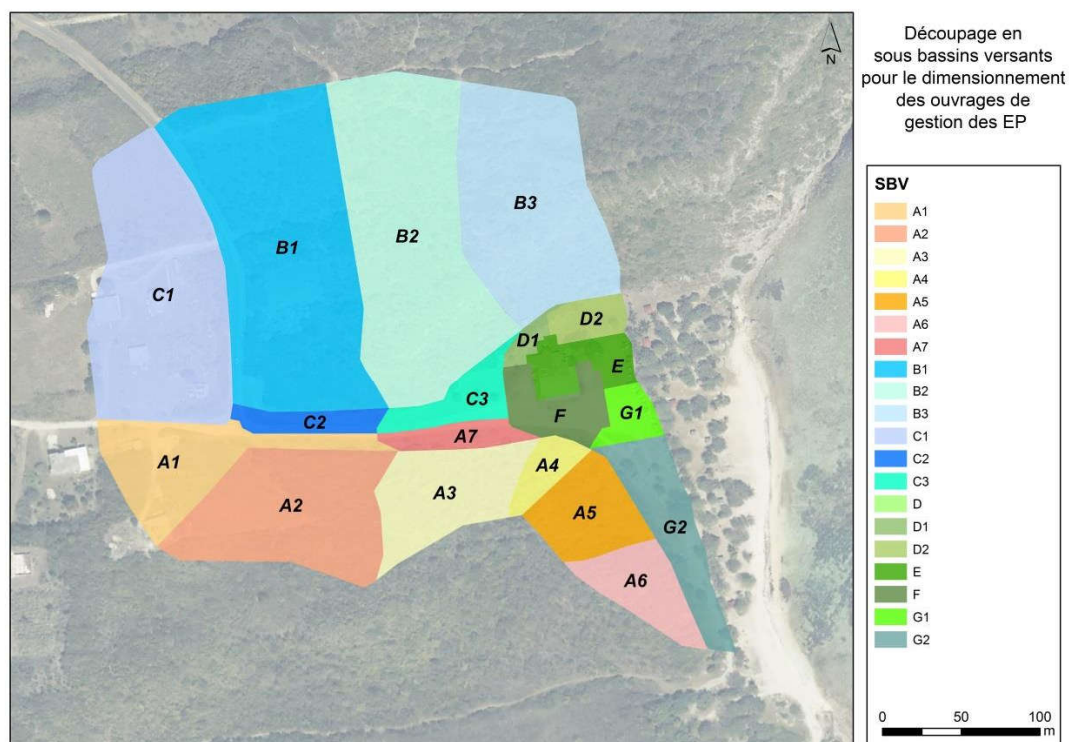 Découpage en
sous bassins versants
pour le dimensionnement
des ouvrages de
gestion des EP
N
B3
B2
B1
C1
D2
D1
E
C3
G1
F
C2
A7
A1
A4
A3
A2
A5
G2
A6
SBV
A1
A2
A3
A4
A5
A6
A7
B1
B2
B3
C1
C2
C3
D
D1
D2
E
F
G1
G2
0 50 100
m